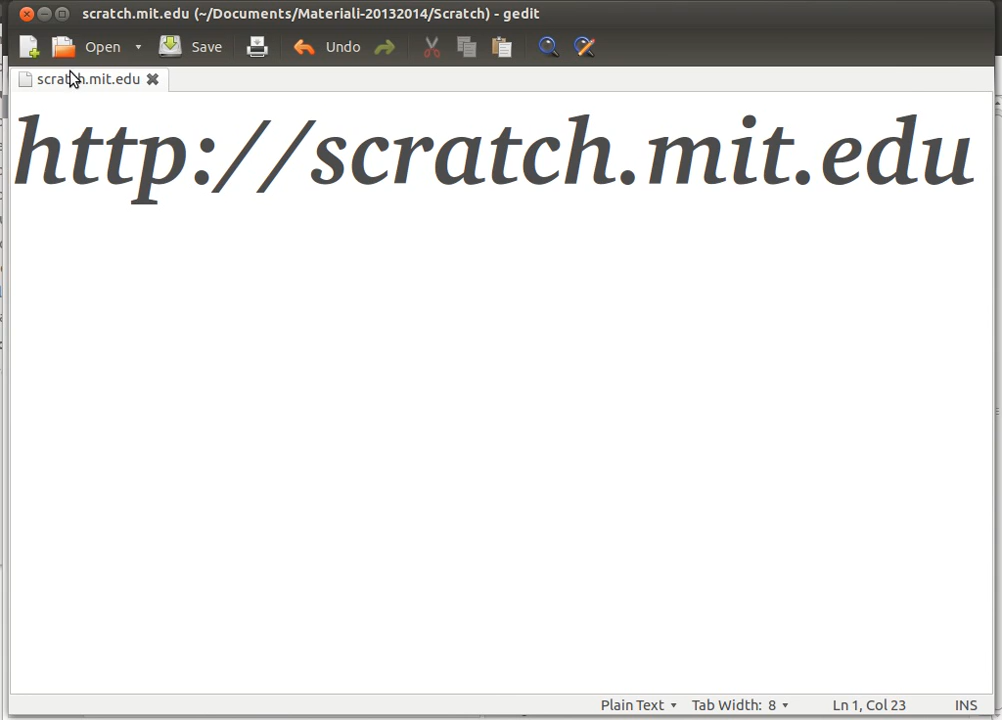 scratch.mit.edu (~/Documents/Materiali-20132014/Scratch) - gedit
Open Save Undo
scratch.mit.edu
http://scratch.mit.edu
Plain Text Tab Width: 8 Ln 1, Col 23 INS